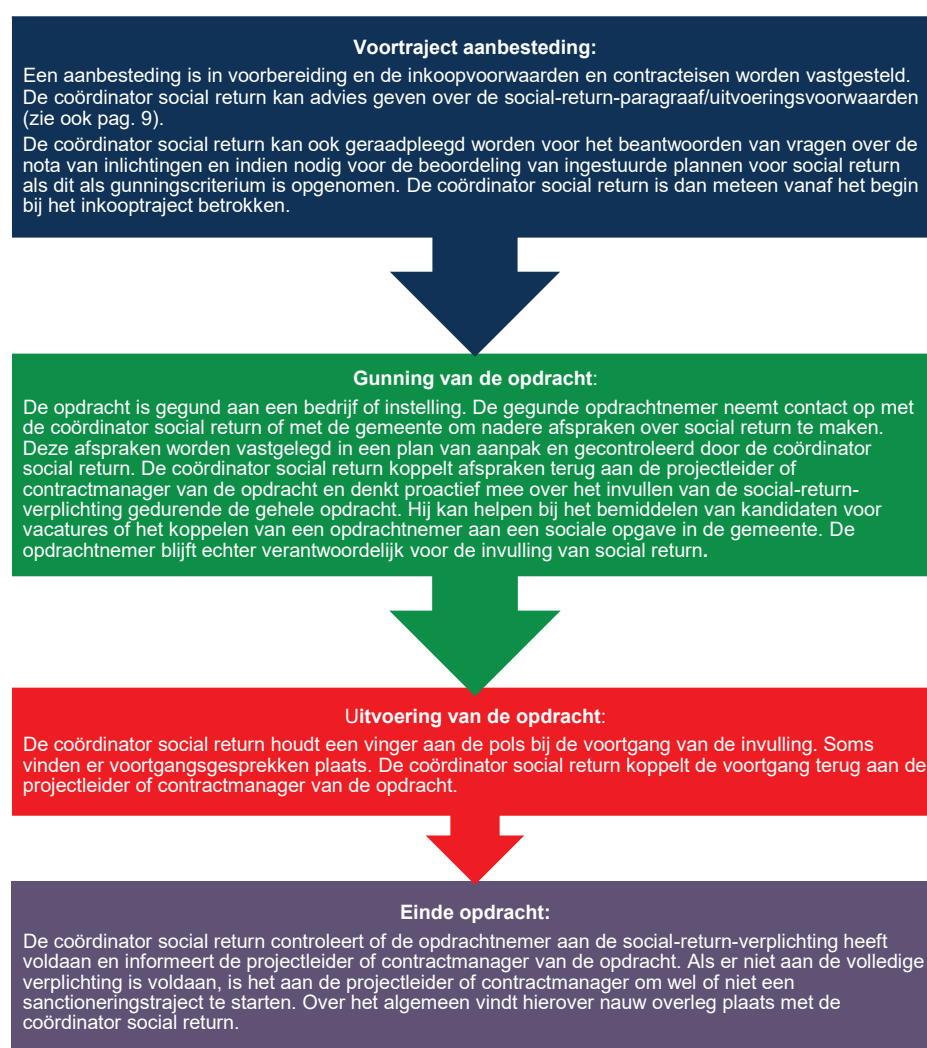 Voortraject aanbesteding:
Een aanbesteding is in voorbereiding en de inkoopvoorwaarden en contracteisen worden vastgesteld.
De coördinator social return kan advies geven over de social-return-paragraaf/uitvoeringsvoorwaarden
(zie ook pag. 9).
De coördinator social return kan ook geraadpleegd worden voor het beantwoorden van vragen over de
nota van inlichtingen en indien nodig voor de beoordeling van ingestuurde plannen voor social return
als dit als gunningscriterium is opgenomen. De coördinator social return is dan meteen vanaf het begin
bij het inkooptraject betrokken.
Gunning van de opdracht:
De opdracht is gegund aan een bedrijf of instelling. De gegunde opdrachtnemer neemt contact op met
de coördinator social return of met de gemeente om nadere afspraken over social return te maken.
Deze afspraken worden vastgelegd in een plan van aanpak en gecontroleerd door de coördinator
social return. De coördinator social return koppelt afspraken terug aan de projectleider of
contractmanager van de opdracht en denkt proactief mee over het invullen van de social-return-
verplichting gedurende de gehele opdracht. Hij kan helpen bij het bemiddelen van kandidaten voor
vacatures of het koppelen van een opdrachtnemer aan een sociale opgave in de gemeente. De
opdrachtnemer blijft echter verantwoordelijk voor de invulling van social return.
Uitvoering van de opdracht:
De coördinator social return houdt een vinger aan de pols bij de voortgang van de invulling. Soms
vinden er voortgangsgesprekken plaats. De coördinator social return koppelt de voortgang terug aan de
projectleider of contractmanager van de opdracht.
Einde opdracht:
De coördinator social return controleert of de opdrachtnemer aan de social-return-verplichting heeft
voldaan en informeert de projectleider of contractmanager van de opdracht. Als er niet aan de volledige
verplichting is voldaan, is het aan de projectleider of contractmanager om wel of niet een
sanctioneringstraject te starten. Over het algemeen vindt hierover nauw overleg plaats met de
coördinator social return.